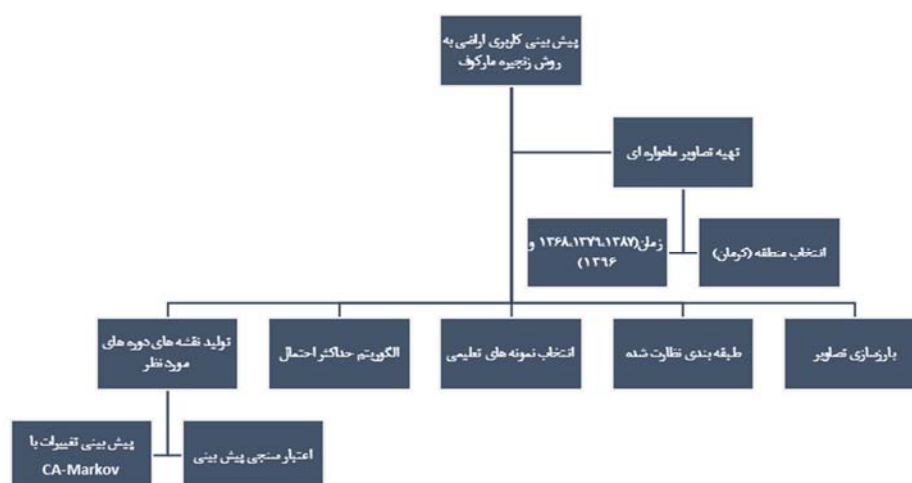 پیش بینی کاربری اراضی به
روش زنجیره مارکوف
تهیه تصاویر ماهواره ای
انتخاب منطقه (کرمان)
زمان(۱۳۶۸،۱۳۷۹،۱۳۸۷ و
۱۳۹۶)
بارزسازی تصاویر
طبقه بندی نظارت شده
انتخاب نمونه های تعلیمی
الگوریتم حداکثر احتمال
تولید نقشه های دوره های
مورد نظر
اعتبار سنجی پیش بینی
پیش بینی تغییرات با
CA-Markov